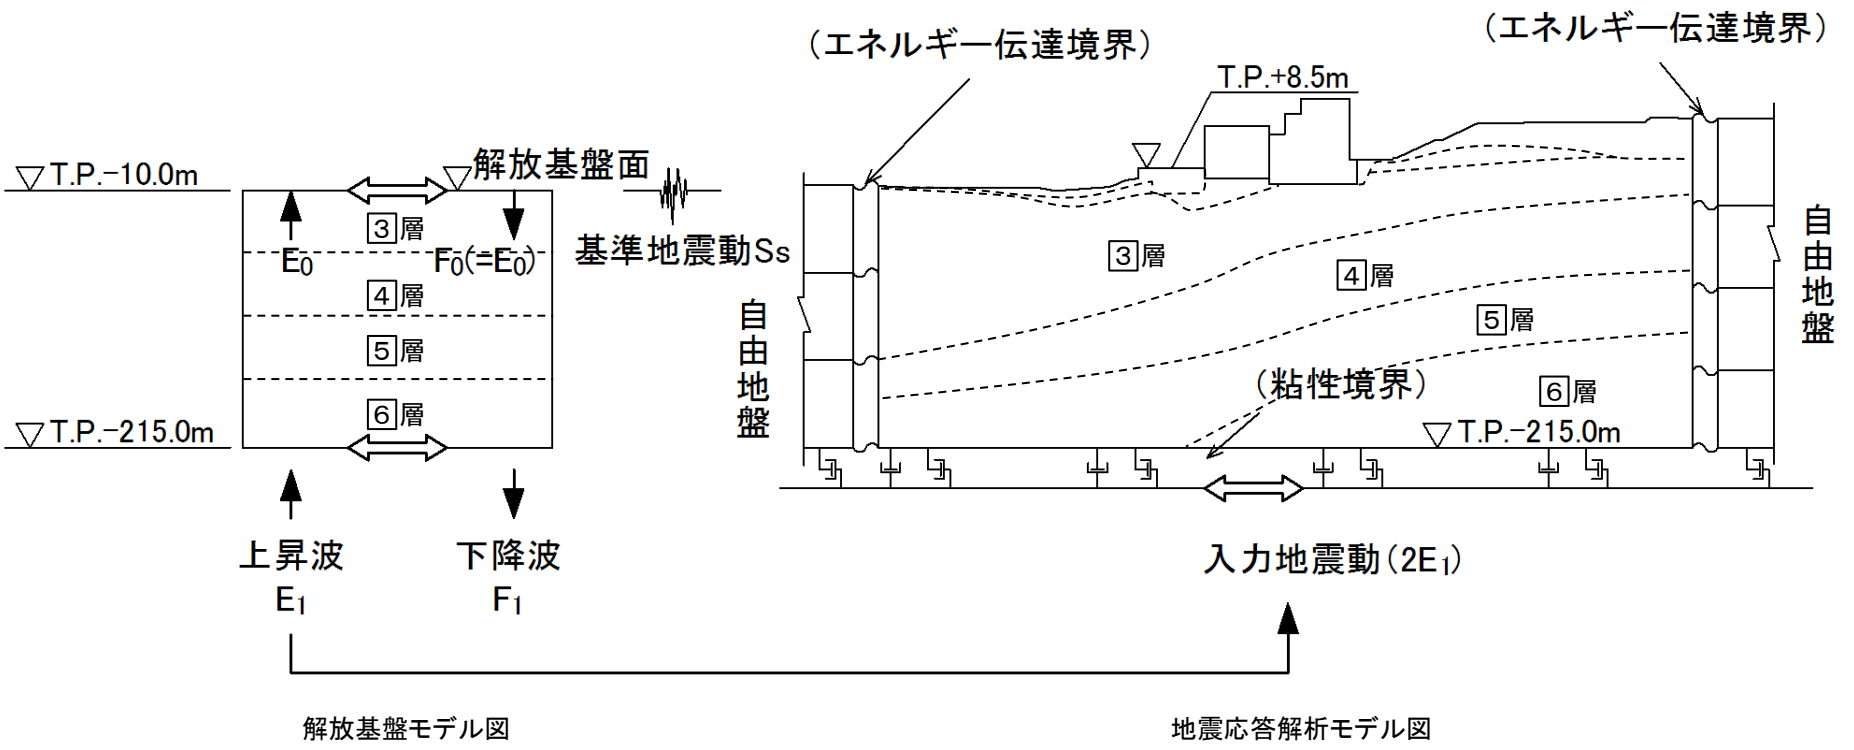 (エネルギー伝達境界)
(エネルギー伝達境界)
T.P.+8.5m
T.P.-10.0m
解放基盤面
3層
E0
F0(=E0)
基準地震動Ss
4層
5層
6層
T.P.-215.0m
上昇波
E1
下降波
F1
自由地盤
3層
4層
5層
6層
(粘性境界)
T.P.-215.0m
自由地盤
入力地震動(2E1)
解放基盤モデル図
地震応答解析モデル図